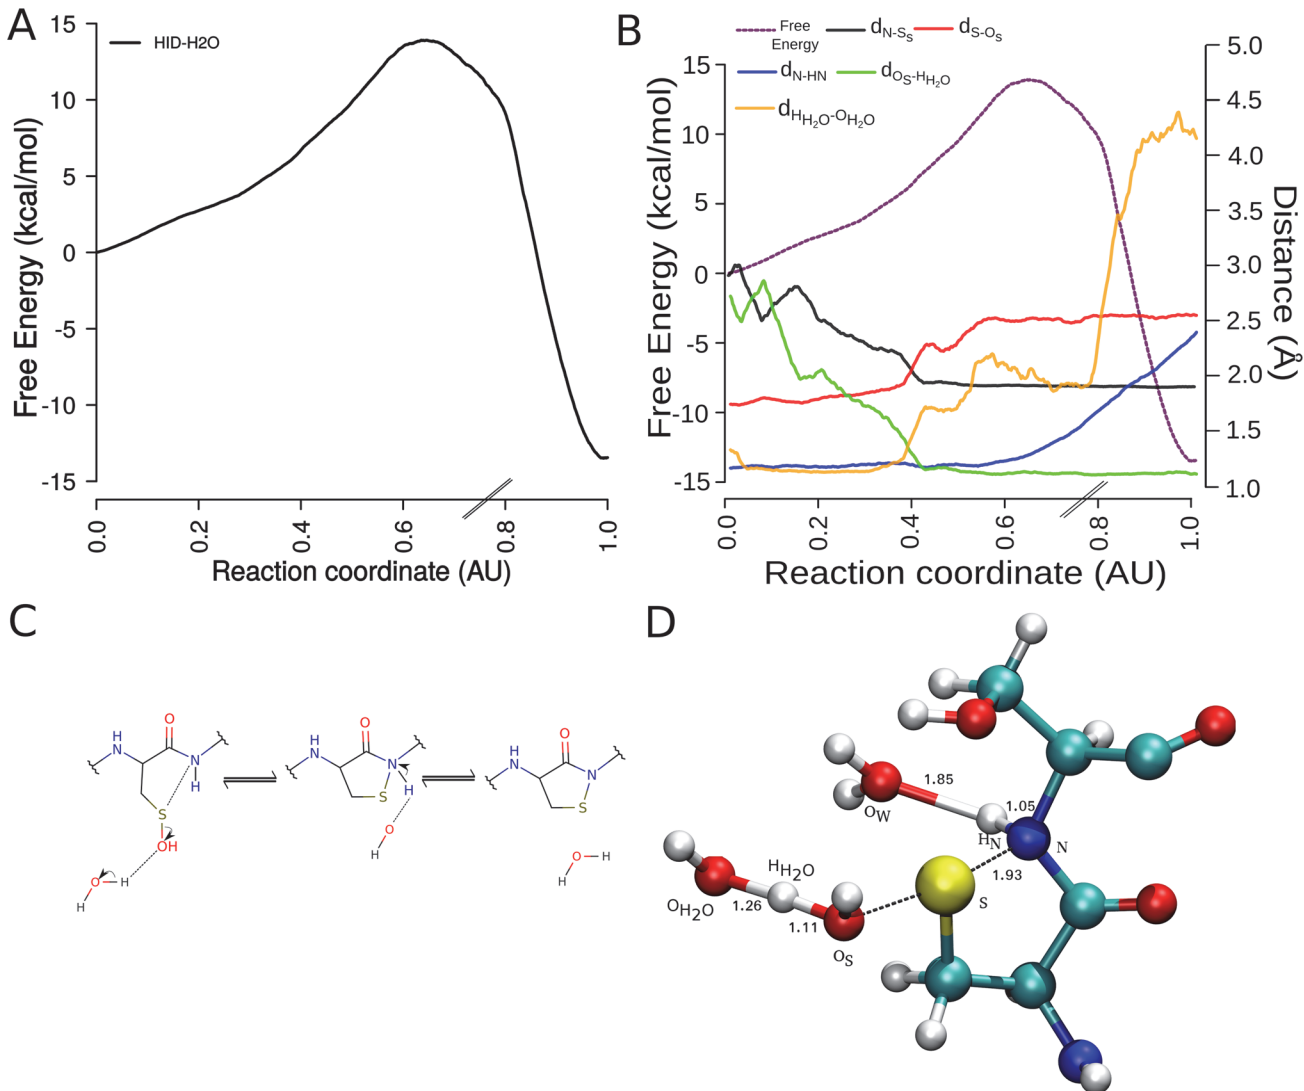 A
HID-H2O
15
10
5
0
-5
-10
-15
Free Energy (kcal/mol)
0.0
0.2
0.4
0.6
0.8
1.0
Reaction coordinate (AU)
B
Free Energy
dN-Ss
dS-Os
dN-HN
dOS-HH2O
dHH2O-OH2O
15
10
5
0
-5
-10
-15
Free Energy (kcal/mol)
5.0
4.5
4.0
3.5
3.0
2.5
2.0
1.5
1.0
Distance (Å)
0.0
0.2
0.4
0.6
0.8
1.0
Reaction coordinate (AU)
C
O
H
N
N
H
S
OH
O
H
H
O
H
N
N
S
H
O
H
O
H
N
N
S
O
H
H
D
1.85
OW
1.05
HN
N
1.93
S
HH2O
OH2O
1.26
1.11
OS